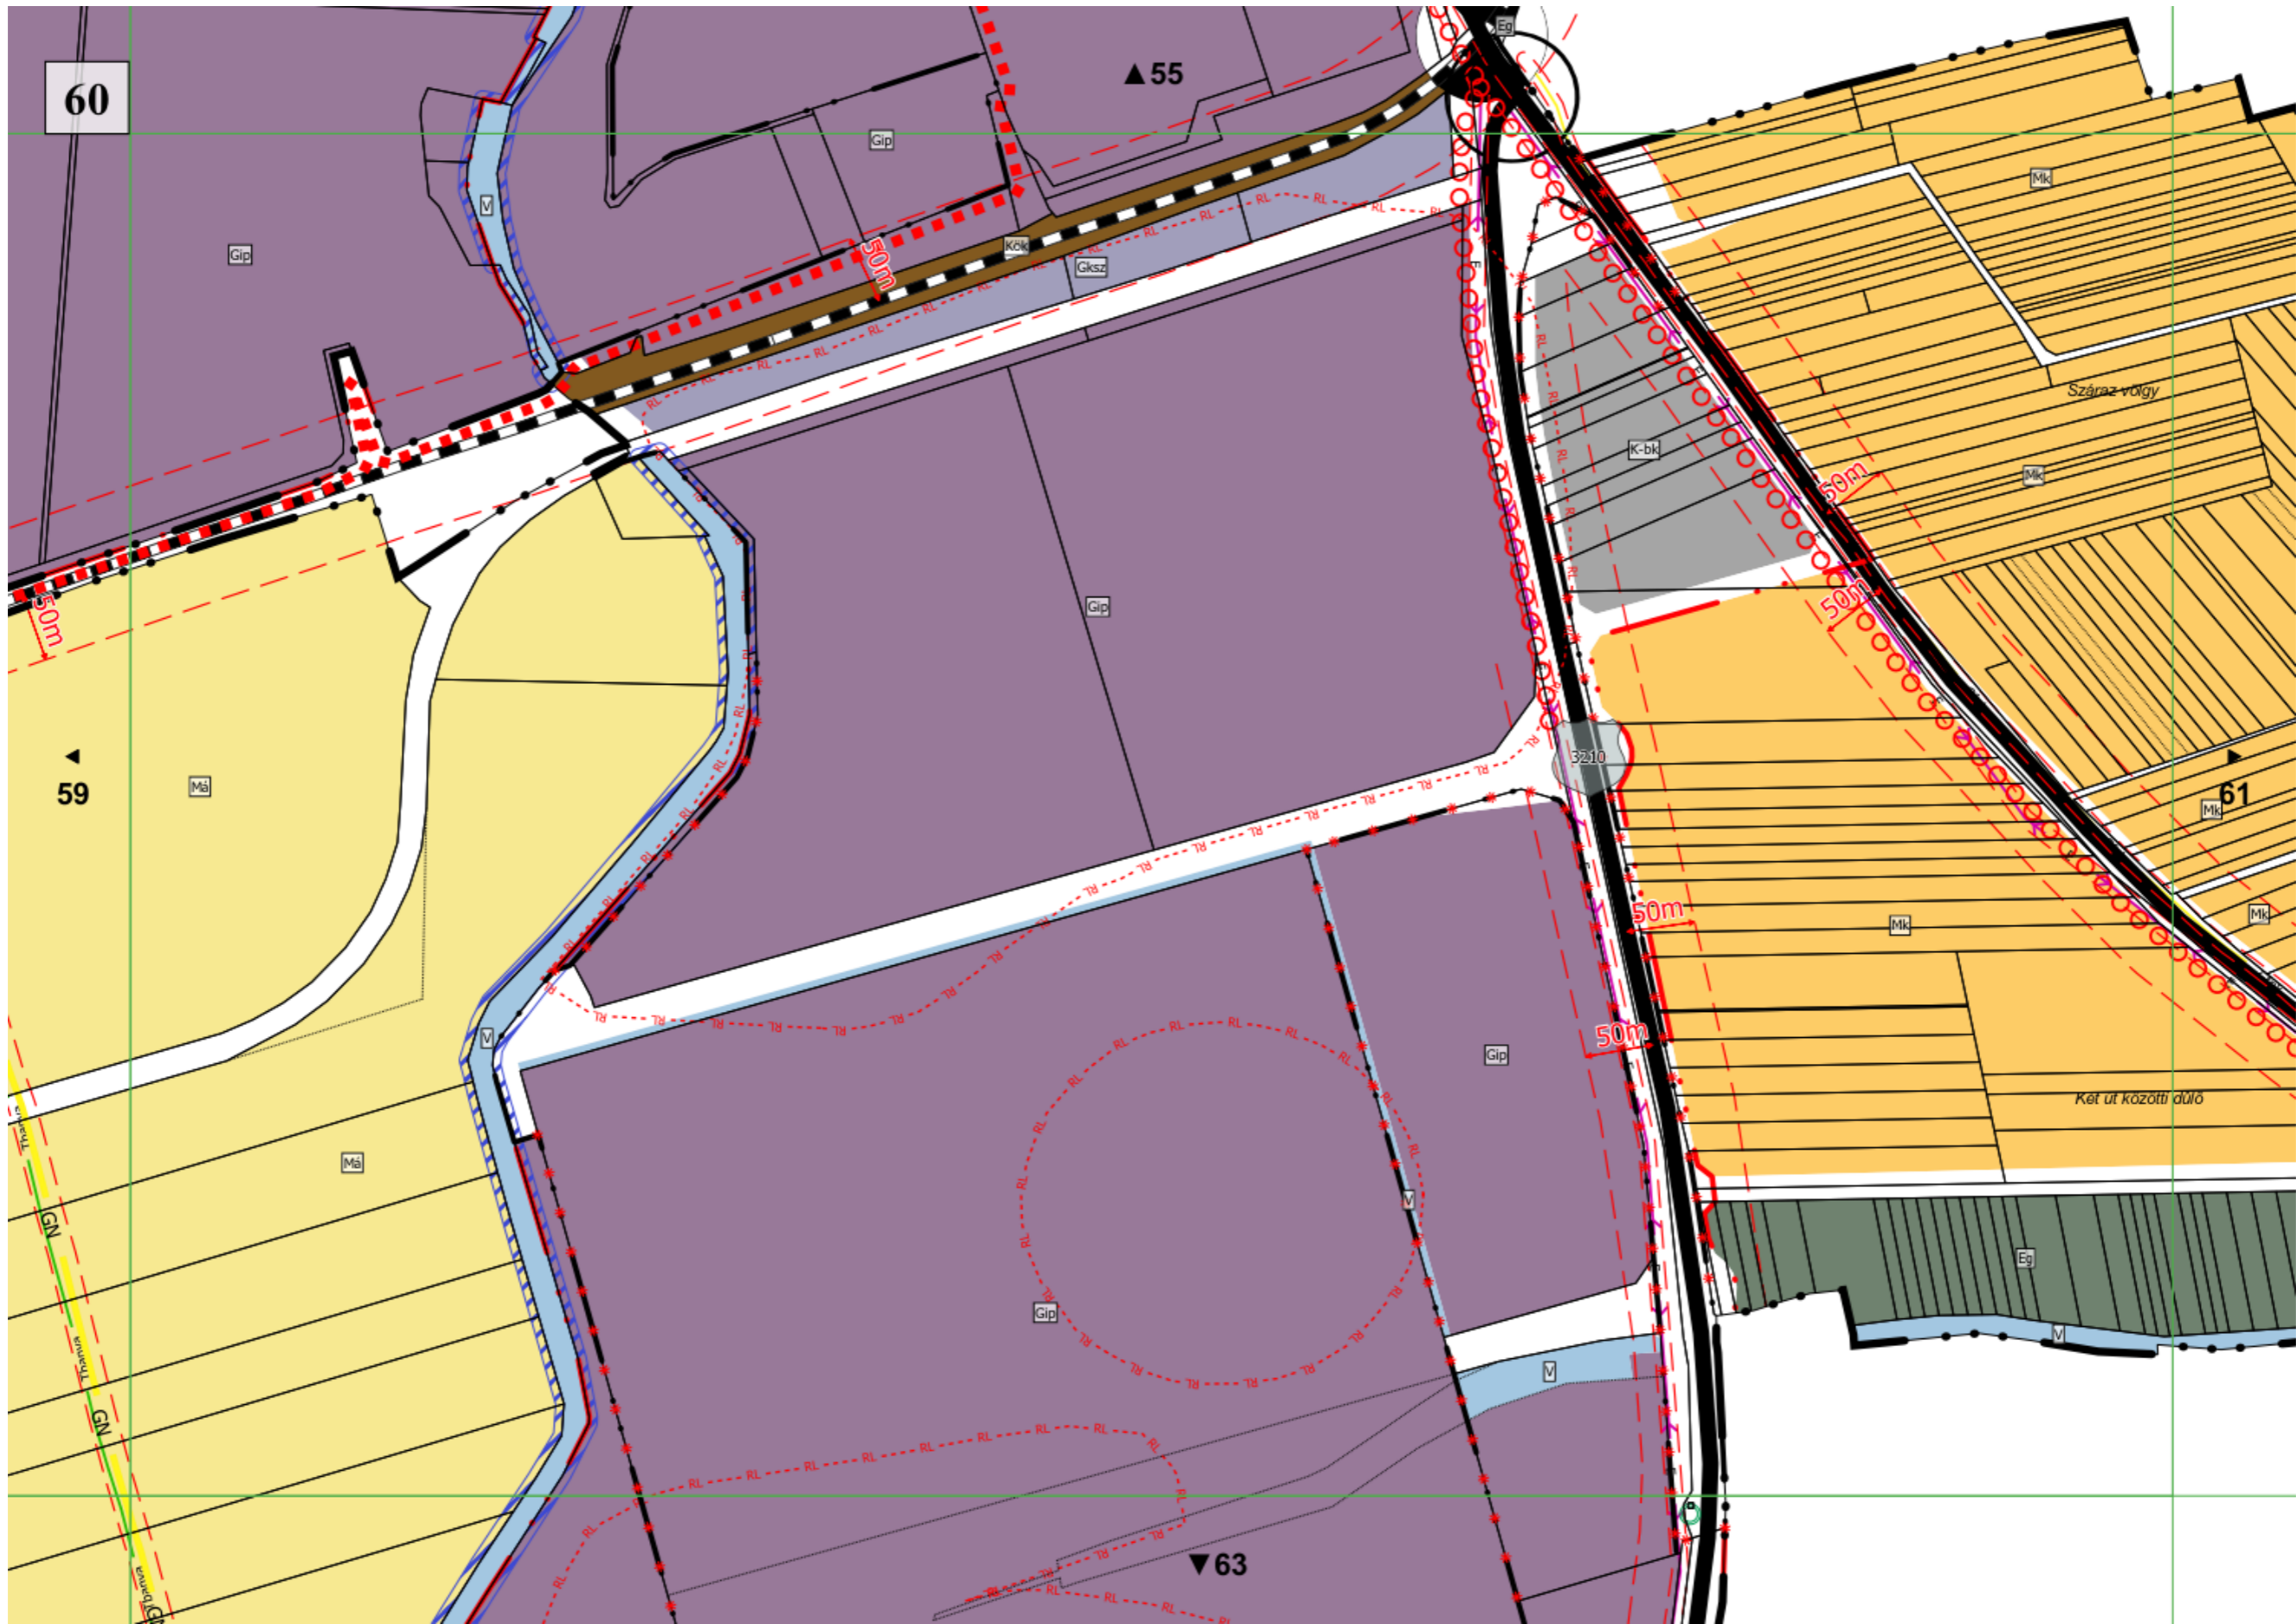 60
▲55
Eg
Gip
Mk
V
Gip
Kök
50m
Gksz
Száraz völgy
K-bk
Mk
50m
50m
50m
Gip
3210
◄
59
Má
►
61
Mk
50m
Mk
Mk
V
50m
Gip
Két út közötti dűlő
Má
V
GN
Eg
Gip
V
V
GN
▼63
RL